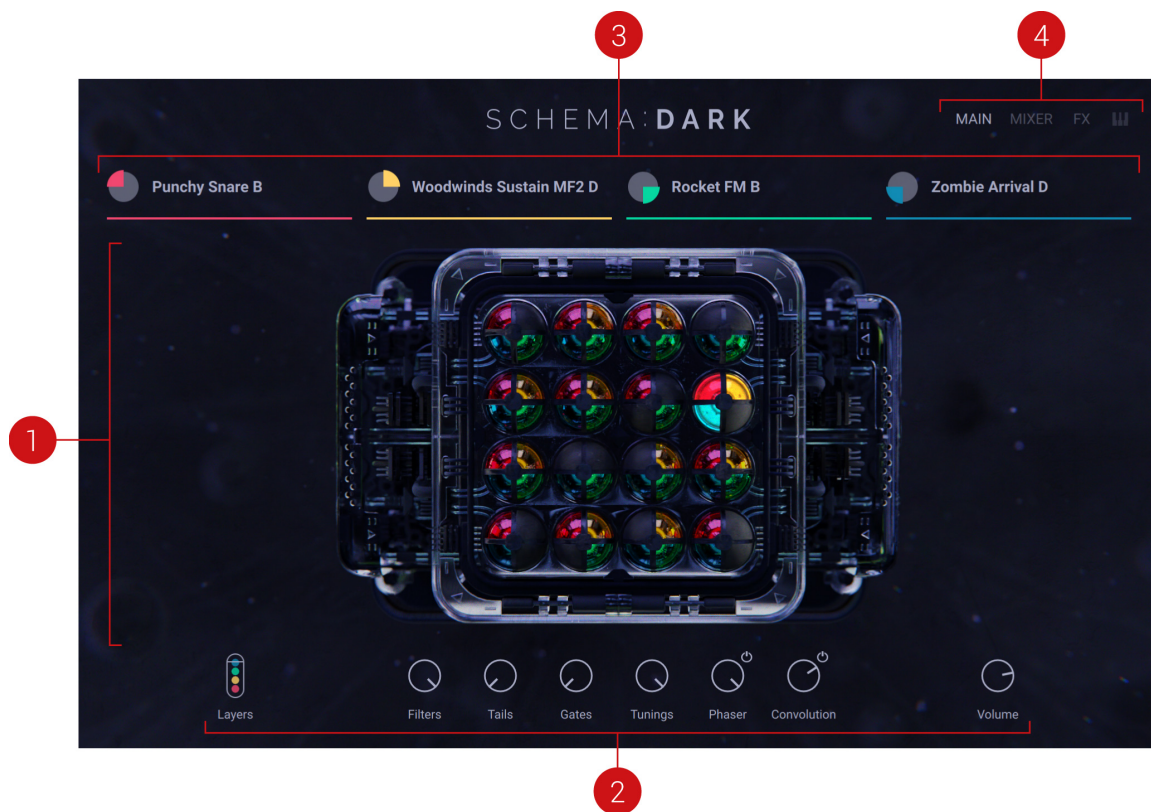 3
4
SCHEMA:DARK
MAIN MIXER FX
Punchy Snare B
Woodwinds Sustain MF2 D
Rocket FM B
Zombie Arrival D
1
Layers
Filters
Tails
Gates
Tunings
Phaser
Convolution
Volume
2